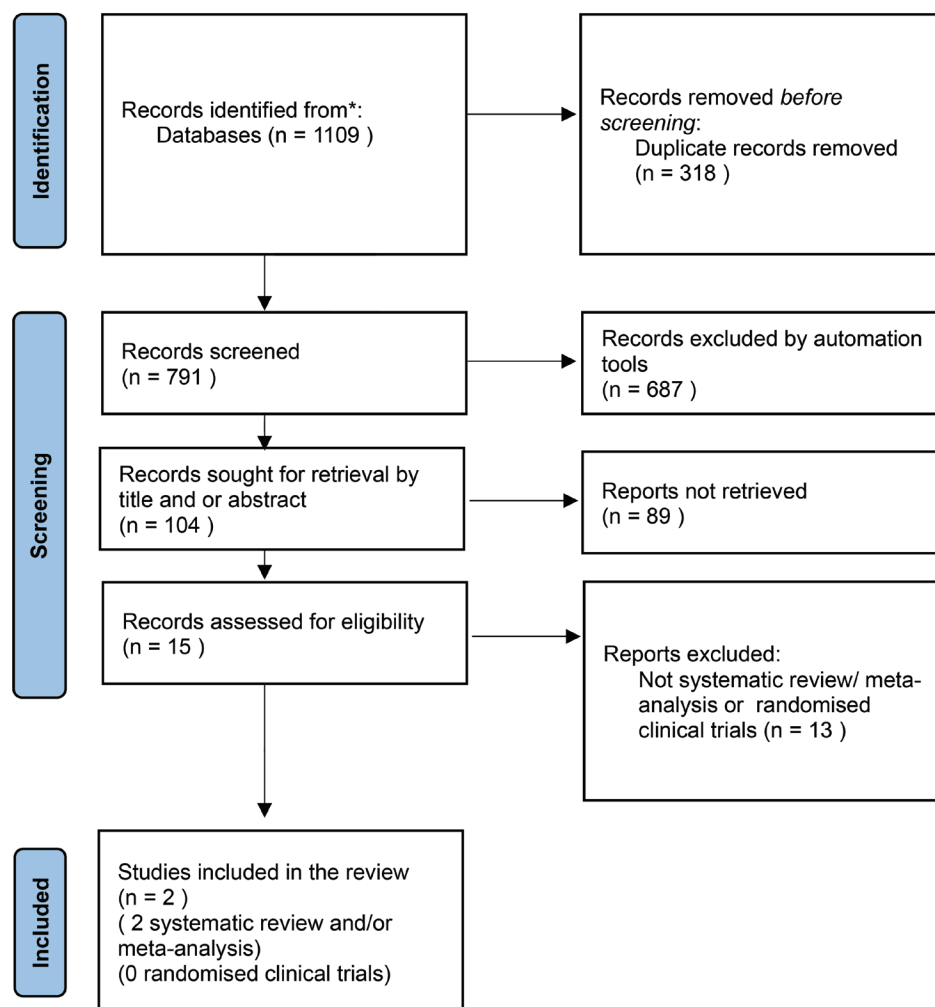 Identification
Records identified from*:
Databases (n = 1109 )
Records removed before
screening:
Duplicate records removed
(n = 318 )
Screening
Records screened
(n = 791 )
Records excluded by automation
tools
(n = 687 )
Records sought for retrieval by
title and or abstract
(n = 104 )
Reports not retrieved
(n = 89 )
Records assessed for eligibility
(n = 15 )
Reports excluded:
Not systematic review/ meta-
analysis or randomised
clinical trials (n = 13 )
Included
Studies included in the review
(n = 2 )
( 2 systematic review and/or
meta-analysis)
(0 randomised clinical trials)